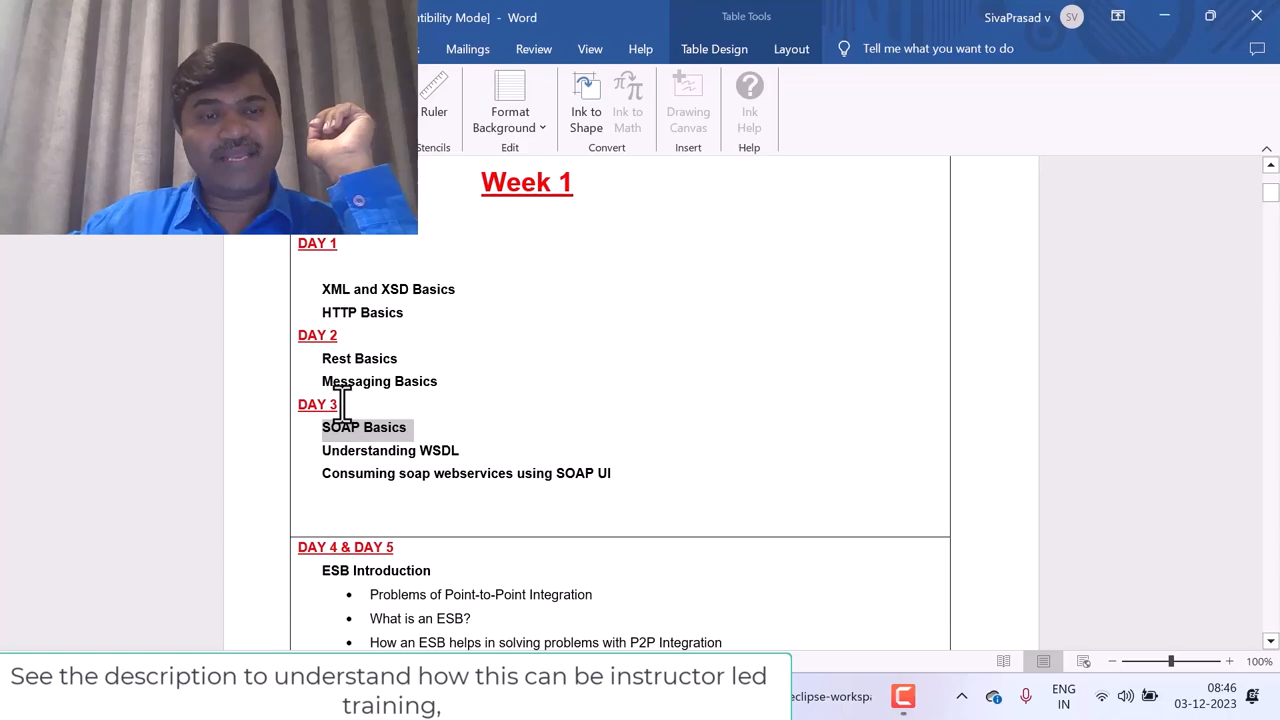 tibility Mode] - Word
Table Tools
SivaPrasad v
SV
Mailings
Review
View
Help
Table Design
Layout
Tell me what you want to do
Ruler
Format Background
Ink to Shape
Ink to Math
Drawing Canvas
Ink Help
Stencils
Edit
Convert
Insert
Help
Week 1
DAY 1
XML and XSD Basics
HTTP Basics
DAY 2
Rest Basics
Messaging Basics
DAY 3
SOAP Basics
Understanding WSDL
Consuming soap webservices using SOAP UI
DAY 4 & DAY 5
ESB Introduction
• Problems of Point-to-Point Integration
• What is an ESB?
• How an ESB helps in solving problems with P2P Integration
100%
See the description to understand how this can be instructor led
training,
eclipse-workspa
ENG
IN
08:46
03-12-2023